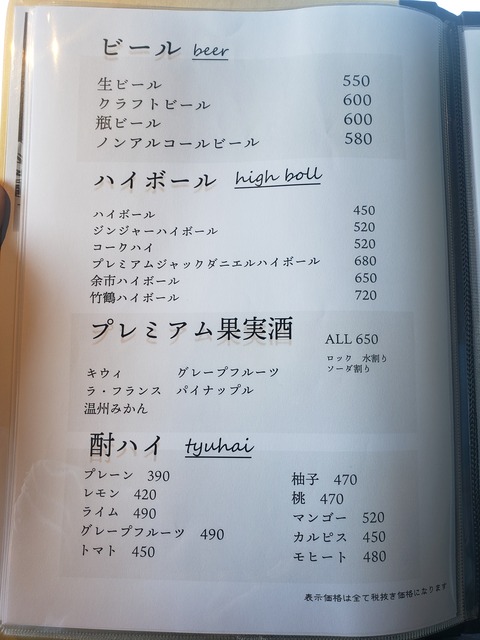 ビール beer
生ビール 550
クラフトビール 600
瓶ビール 600
ノンアルコールビール 580
ハイボール high boll
ハイボール 450
ジンジャーハイボール 520
コークハイ 520
プレミアムジャックダニエルハイボール 680
余市ハイボール 650
竹鶴ハイボール 720
プレミアム果実酒 ALL 650
ロック 水割り
ソーダ割り
キウィ グレープフルーツ
ラ・フランス パイナップル
温州みかん
酎ハイ tyuhai
プレーン 390
レモン 420
ライム 490
グレープフルーツ 490
トマト 450
柚子 470
桃 470
マンゴー 520
カルピス 450
モヒート 480
表示価格は全て税抜き価格になります